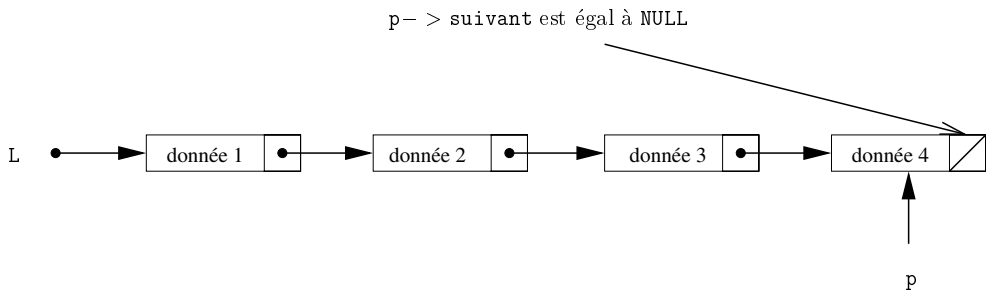 p− > suivant est égal à NULL
L
donnée 1
donnée 2
donnée 3
donnée 4
p